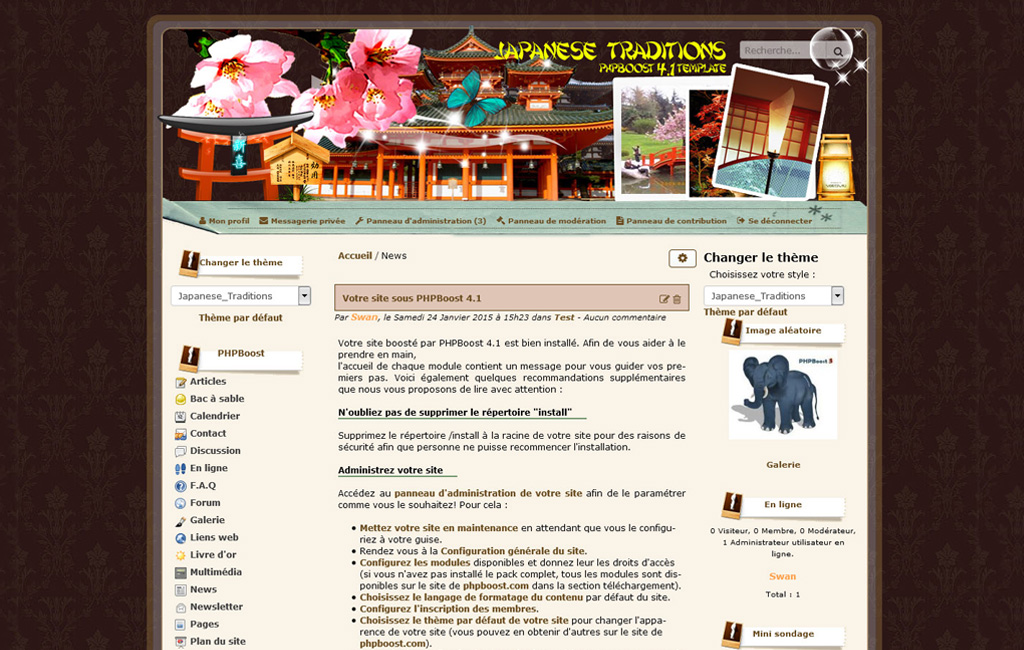 JAPANESE TRADITIONS
PHPBOOST 4.1 TEMPLATE
Recherche...
Mon profil Messagerie privée Panneau d'administration (3) Panneau de modération Panneau de contribution Se déconnecter
Changer le thème
Japanese_Traditions
Thème par défaut
PHPBoost
Articles
Bac à sable
Calendrier
Contact
Discussion
En ligne
F.A.Q
Forum
Galerie
Liens web
Livre d'or
Multimédia
News
Newsletter
Pages
Plan du site
Accueil / News
Votre site sous PHPBoost 4.1
Par Swan, le Samedi 24 Janvier 2015 à 15h23 dans Test - Aucun commentaire
Votre site boosté par PHPBoost 4.1 est bien installé. Afin de vous aider à le
prendre en main,
l'accueil de chaque module contient un message pour vous guider vos pre-
miers pas. Voici également quelques recommandations supplémentaires
que nous vous proposons de lire avec attention :
N'oubliez pas de supprimer le répertoire "install"
Supprimez le répertoire /install à la racine de votre site pour des raisons de
sécurité afin que personne ne puisse recommencer l'installation.
Administrez votre site
Accédez au panneau d'administration de votre site afin de le paramétrer
comme vous le souhaitez! Pour cela :
• Mettez votre site en maintenance en attendant que vous le configu-
riez à votre guise.
• Rendez vous à la Configuration générale du site.
• Configurez les modules disponibles et donnez leur les droits d'accès
(si vous n'avez pas installé le pack complet, tous les modules sont dis-
ponibles sur le site de phpboost.com dans la section téléchargement).
• Choisissez le langage de formatage du contenu par défaut du site.
• Configurez l'inscription des membres.
• Choisissez le thème par défaut de votre site pour changer l'appa-
rence de votre site (vous pouvez en obtenir d'autres sur le site de
phpboost.com).
Changer le thème
Choisissez votre style :
Japanese_Traditions
Thème par défaut
Image aléatoire
PHPBoost 3
Galerie
En ligne
0 Visiteur, 0 Membre, 0 Modérateur,
1 Administrateur utilisateur en
ligne.
Swan
Total : 1
Mini sondage